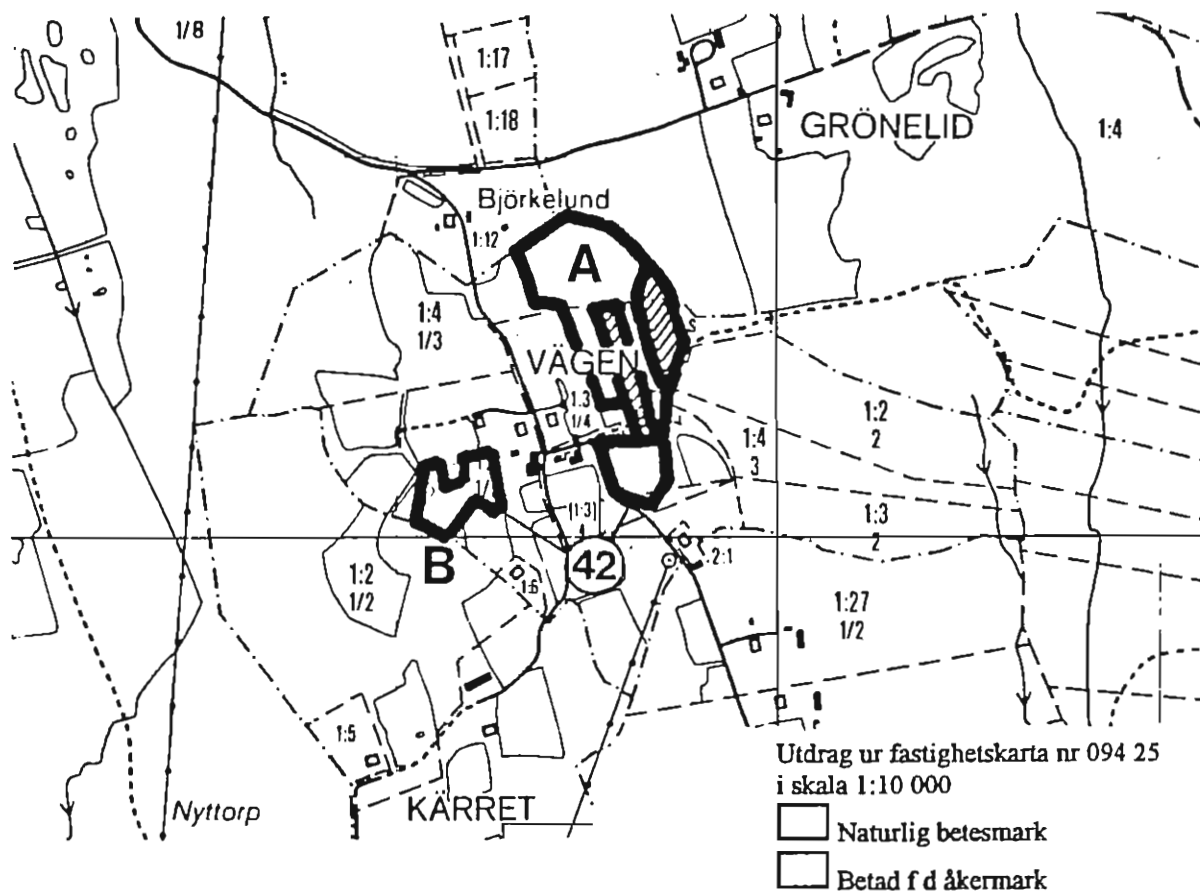 1/8
1:17
1:18
GRÖNELID
1:4
Björkelund
1:12
A
1:4
1/3
VÄGEN
1:3
1/4
1:2
2
1:4
3
(1:3)
4
1:3
2
B
42
2:1
1:2
1/2
1:6
1:27
1/2
1:5
Utdrag ur fastighetskarta nr 094 25
i skala 1:10 000
Nyttorp
KÄRRET
Naturlig betesmark
Betad f d åkermark